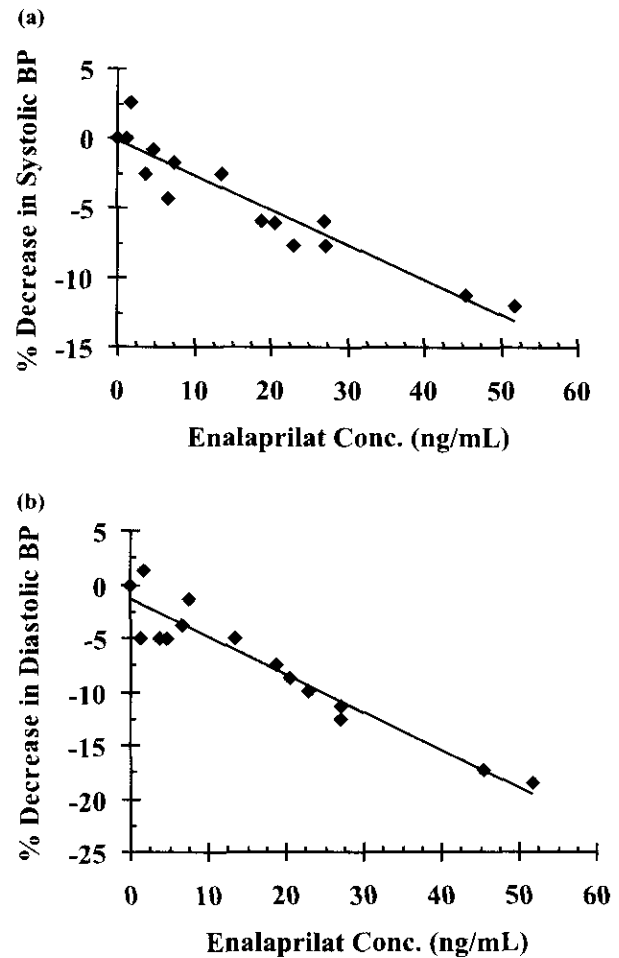 (a)
% Decrease in Systolic BP
5
0
-5
-10
-15
0 10 20 30 40 50 60
Enalaprilat Conc. (ng/mL)
(b)
% Decrease in Diastolic BP
5
0
-5
-10
-15
-20
-25
0 10 20 30 40 50 60
Enalaprilat Conc. (ng/mL)